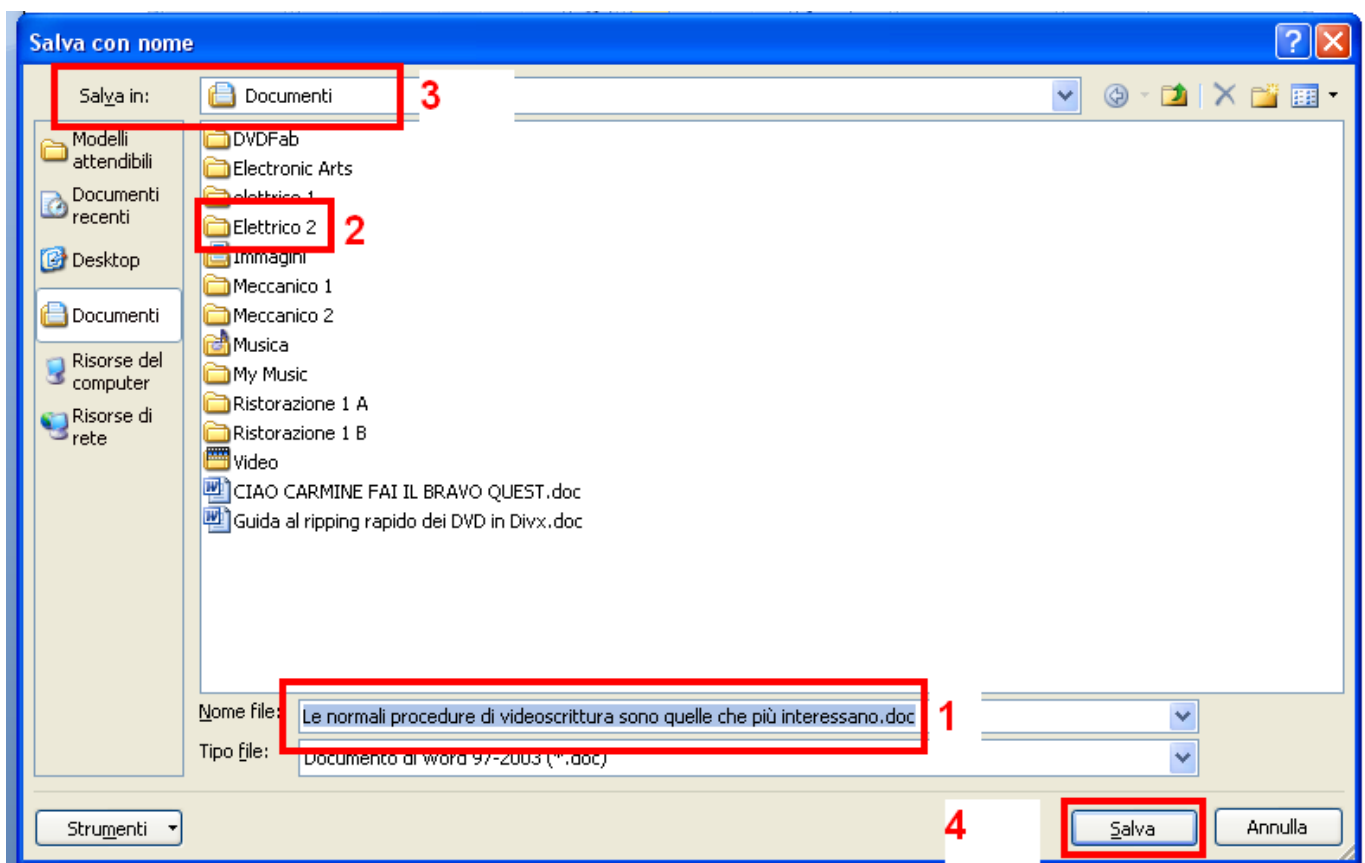 Salva con nome
Salva in:
Documenti
3
Modelli
attendibili
Documenti
recenti
Desktop
Documenti
Risorse del
computer
Risorse di
rete
DVDFab
Electronic Arts
elettrico 1
Elettrico 2
2
Immagini
Meccanico 1
Meccanico 2
Musica
My Music
Ristorazione 1 A
Ristorazione 1 B
Video
CIAO CARMINE FAI IL BRAVO QUEST.doc
Guida al ripping rapido dei DVD in Divx.doc
Nome file:
Le normali procedure di videoscrittura sono quelle che più interessano.doc
1
Tipo file:
Documento di Word 97-2003 (*.doc)
Strumenti
4
Salva
Annulla